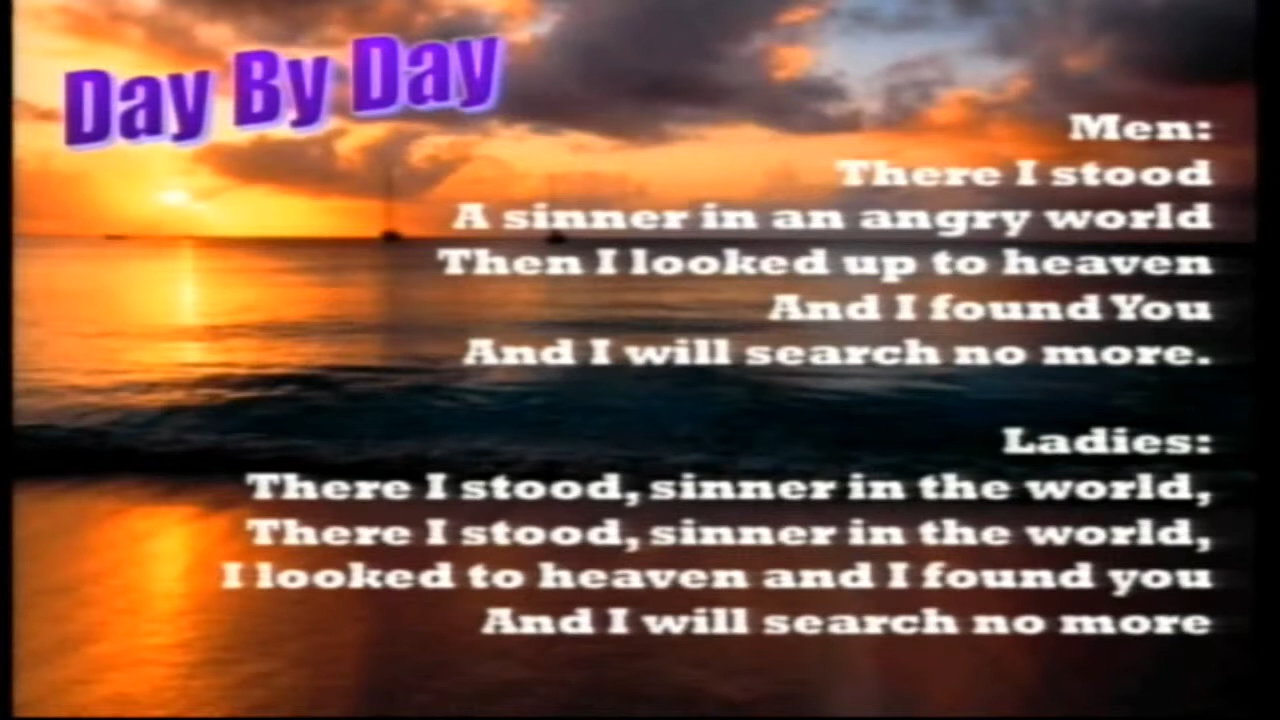 Day By Day
Men:
There I stood
A sinner in an angry world
Then I looked up to heaven
And I found You
And I will search no more.
Ladies:
There I stood, sinner in the world,
There I stood, sinner in the world,
I looked to heaven and I found you
And I will search no more